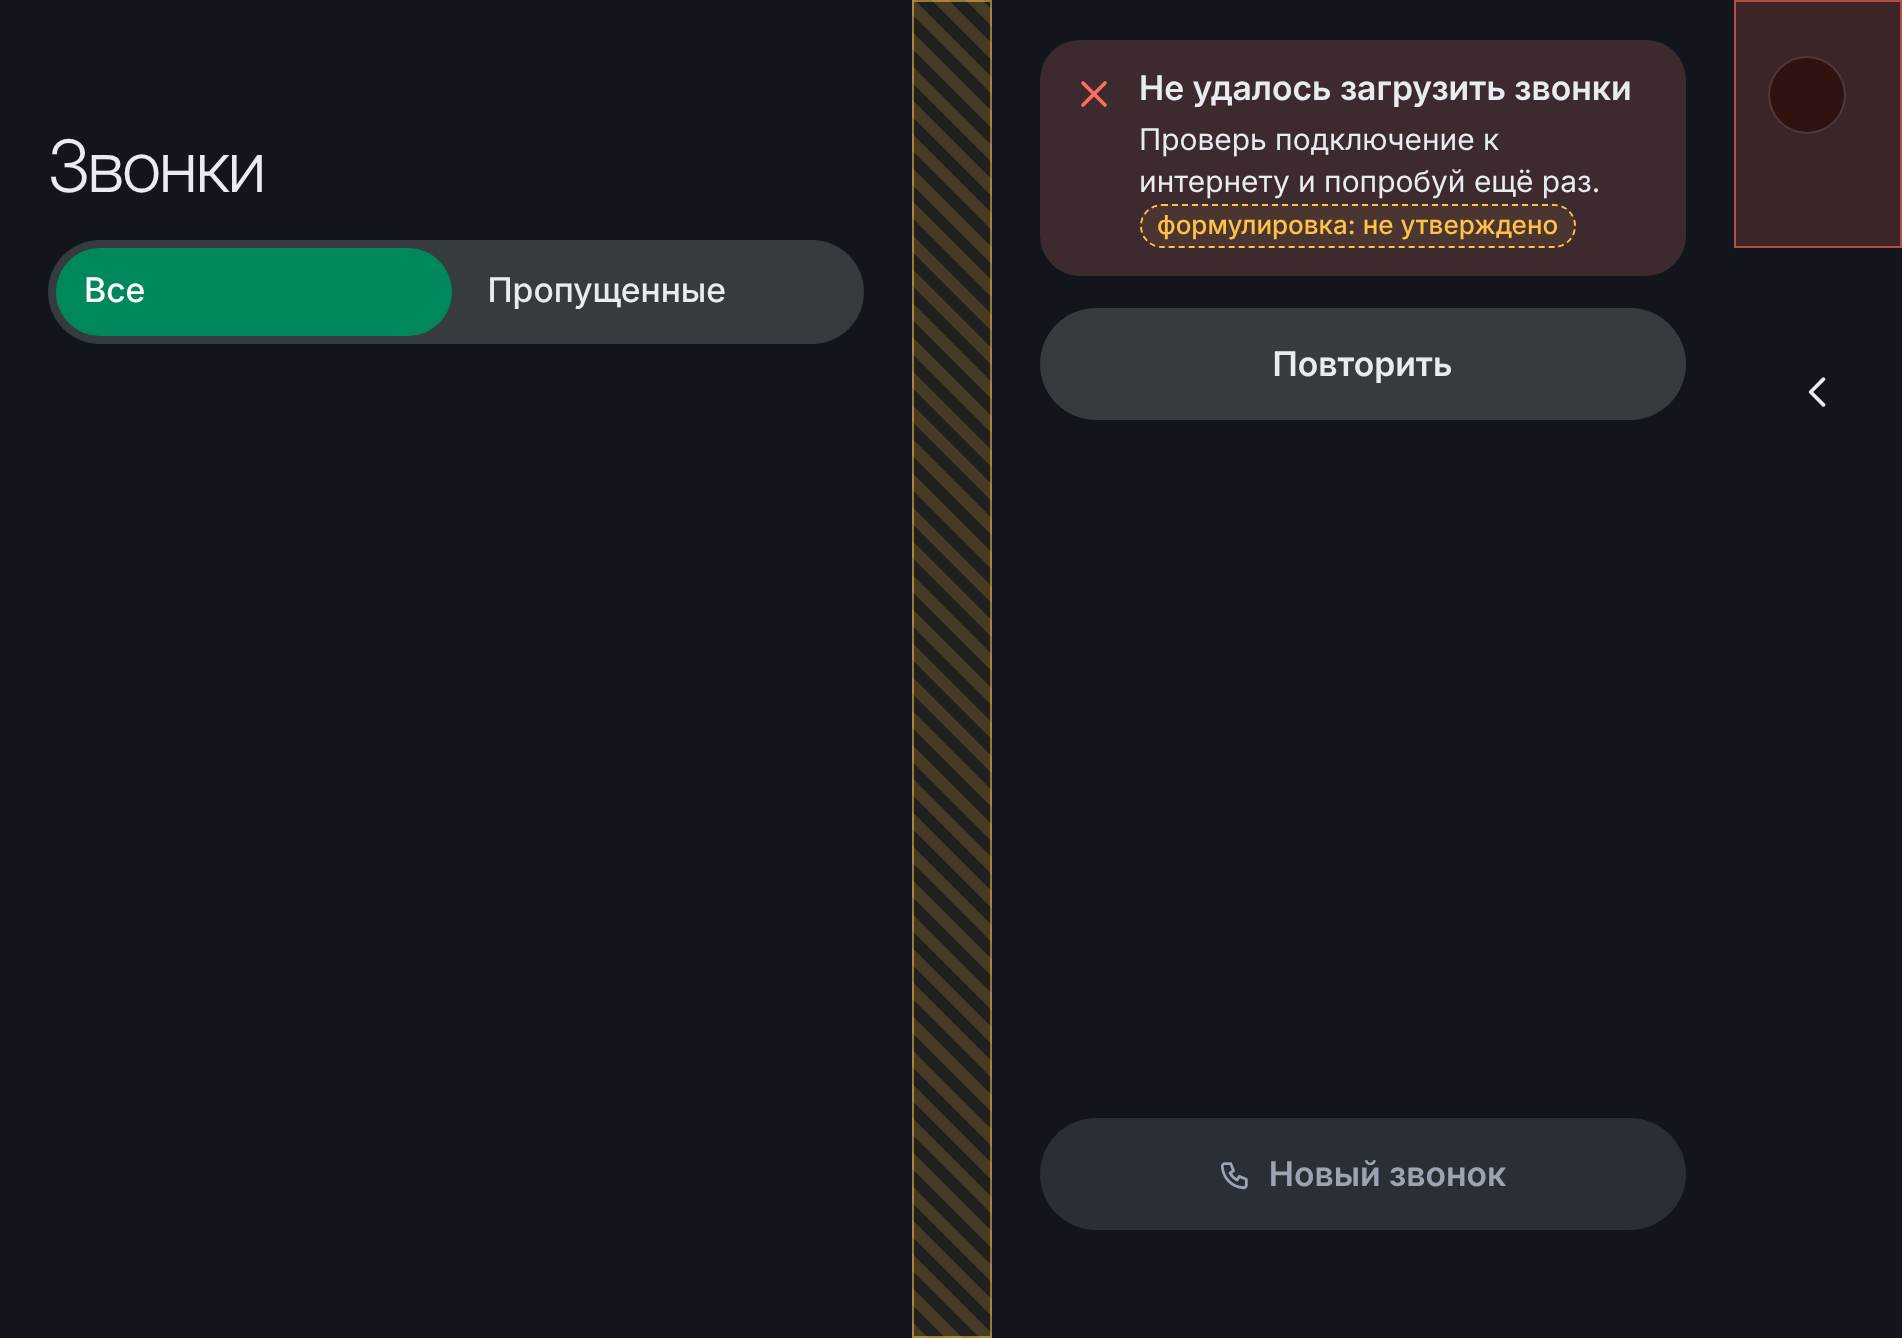 Звонки
Все
Пропущенные
Не удалось загрузить звонки
Проверь подключение к
интернету и попробуй ещё раз.
формулировка: не утверждено
Повторить
Новый звонок